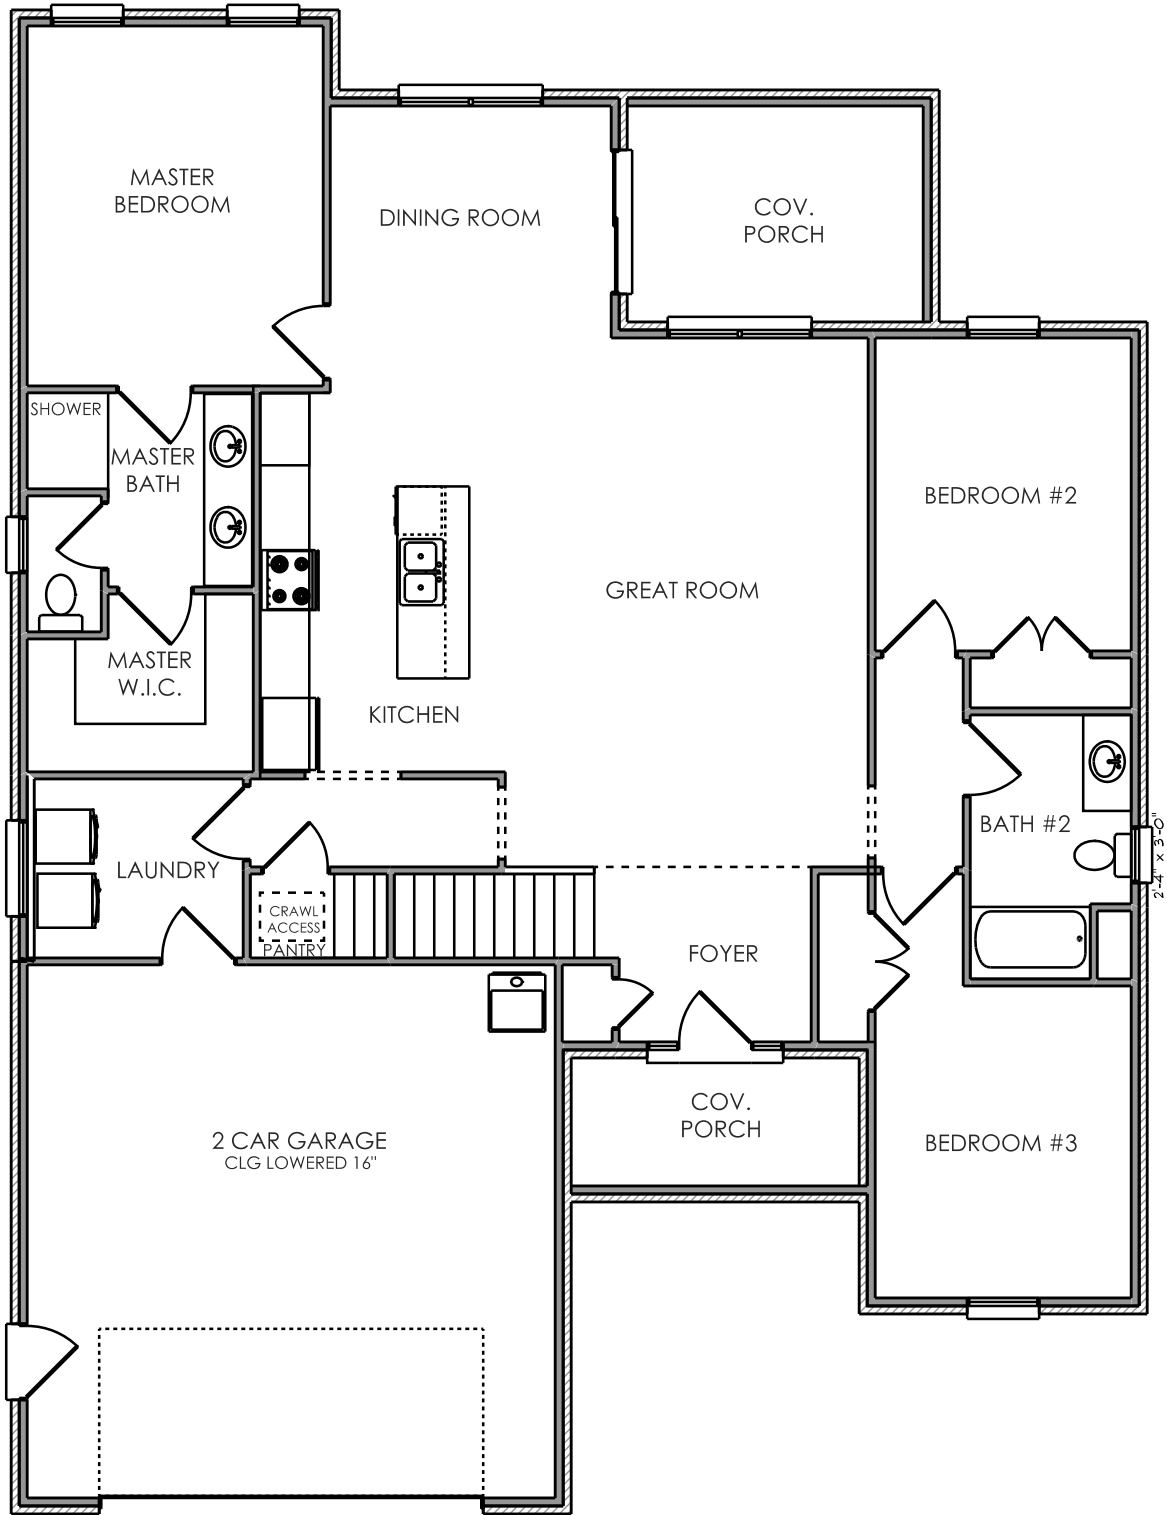 MASTER
BEDROOM
DINING ROOM
COV.
PORCH
SHOWER
MASTER
BATH
BEDROOM #2
GREAT ROOM
MASTER
W.I.C.
KITCHEN
BATH #2
2'-4" x 3'-0"
LAUNDRY
CRAWL
ACCESS
PANTRY
FOYER
COV.
PORCH
2 CAR GARAGE
CLG LOWERED 16"
BEDROOM #3